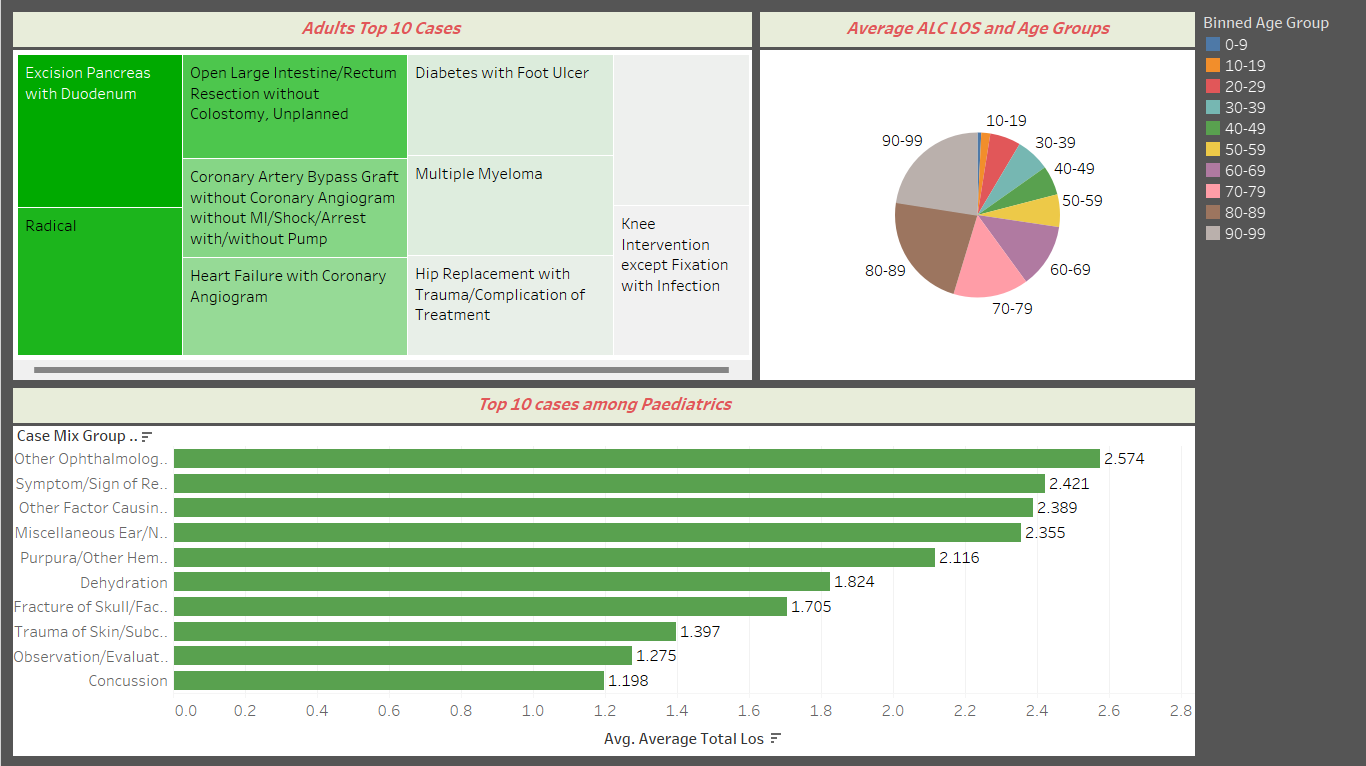 Adults Top 10 Cases
Excision Pancreas
with Duodenum
Radical
Open Large Intestine/Rectum
Resection without
Colostomy, Unplanned
Coronary Artery Bypass Graft
without Coronary Angiogram
without MI/Shock/Arrest
with/without Pump
Heart Failure with Coronary
Angiogram
Diabetes with Foot Ulcer
Multiple Myeloma
Hip Replacement with
Trauma/Complication of
Treatment
Knee
Intervention
except Fixation
with Infection
Average ALC LOS and Age Groups
10-19
30-39
40-49
50-59
60-69
70-79
80-89
90-99
Binned Age Group
0-9
10-19
20-29
30-39
40-49
50-59
60-69
70-79
80-89
90-99
Top 10 cases among Paediatrics
Case Mix Group ..
Other Ophthalmolog.. 2.574
Symptom/Sign of Re.. 2.421
Other Factor Causin.. 2.389
Miscellaneous Ear/N.. 2.355
Purpura/Other Hem.. 2.116
Dehydration 1.824
Fracture of Skull/Fac.. 1.705
Trauma of Skin/Subc.. 1.397
Observation/Evaluat.. 1.275
Concussion 1.198
0.0 0.2 0.4 0.6 0.8 1.0 1.2 1.4 1.6 1.8 2.0 2.2 2.4 2.6 2.8
Avg. Average Total Los